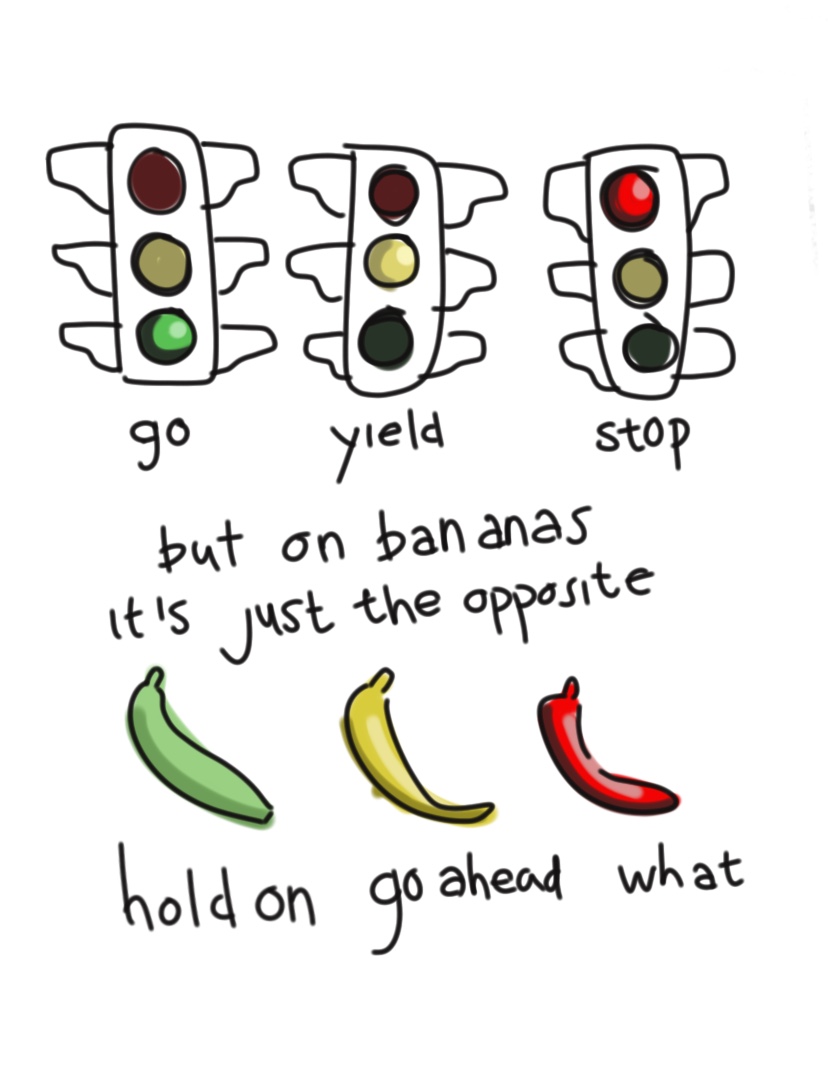 go yield stop
but on bananas
it's just the opposite
hold on go ahead what